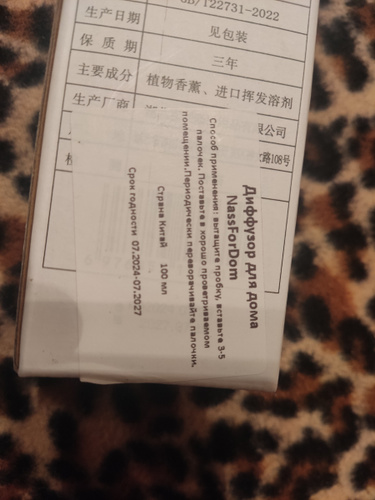 GB/T22731-2022
生产日期 见包装
保 质 期 三年
主要成分 植物香薰、进口挥发溶剂
生产厂商 限公司
路108号
Диффузор для дома
NassForDom
Способ применения: вытащите пробку, вставьте 3-5
палочек. Поставьте в хорошо проветриваемом
помещении.Периодически переворачивайте палочки.
Страна Китай 100 мл
Срок годности 07.2024-07.2027